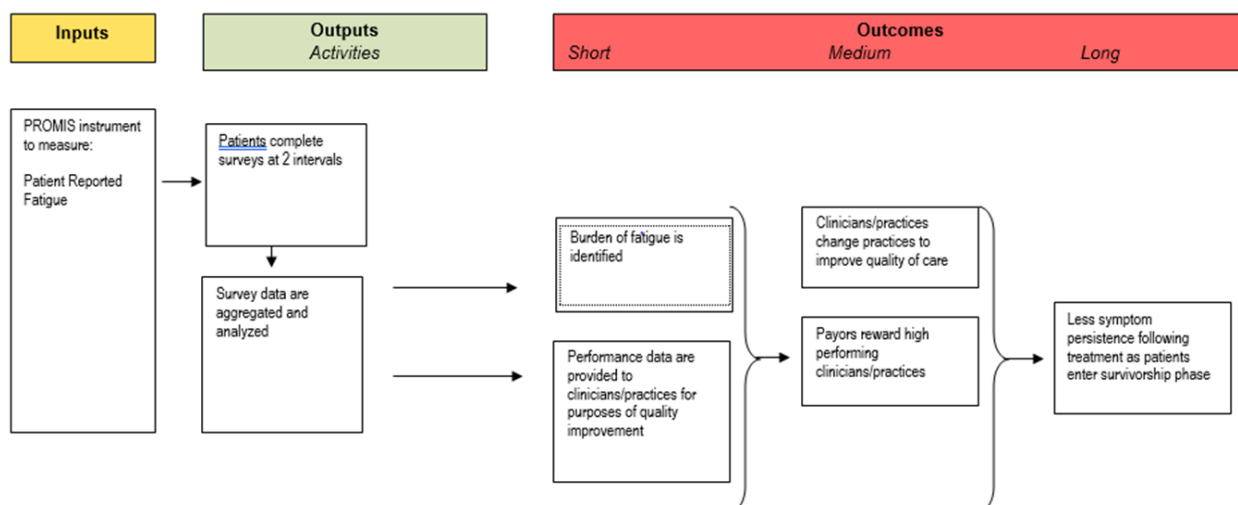 Inputs
Outputs
Activities
Outcomes
Short
Medium
Long
PROMIS instrument
to measure:
Patient Reported
Fatigue
Patients complete
surveys at 2 intervals
Survey data are
aggregated and
analyzed
Burden of fatigue is
identified
Performance data are
provided to
clinicians/practices for
purposes of quality
improvement
Clinicians/practices
change practices to
improve quality of care
Payors reward high
performing
clinicians/practices
Less symptom
persistence following
treatment as patients
enter survivorship phase